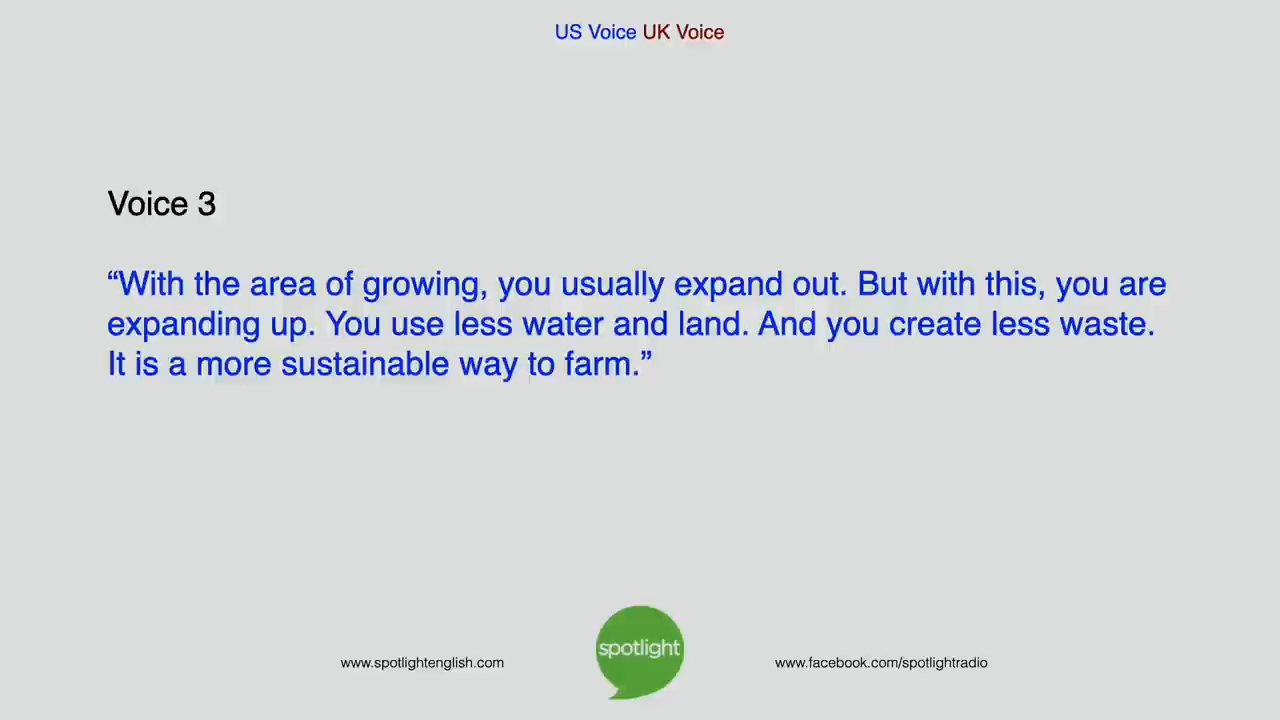 US Voice UK Voice
Voice 3
“With the area of growing, you usually expand out. But with this, you are
expanding up. You use less water and land. And you create less waste.
It is a more sustainable way to farm.”
spotlight
www.spotlightenglish.com
www.facebook.com/spotlightradio